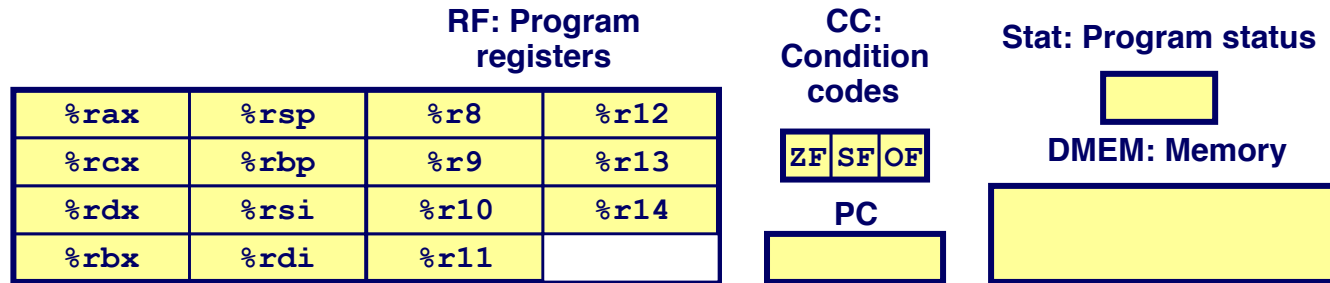 RF: Program
registers
CC:
Condition
codes
Stat: Program status
%rax %rsp %r8 %r12
%rcx %rbp %r9 %r13
%rdx %rsi %r10 %r14
%rbx %rdi %r11
ZF SF OF
PC
DMEM: Memory